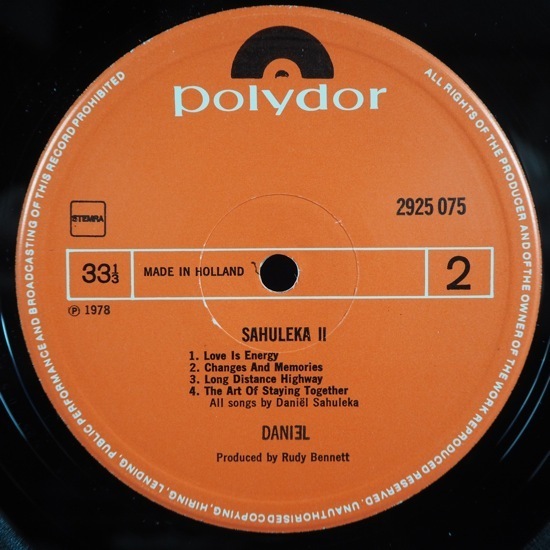 polydor
ALL RIGHTS OF THE PRODUCER AND OF THE OWNER OF THE WORK REPRODUCED RESERVED. UNAUTHORISED COPYING, HIRING, LENDING, PUBLIC PERFORMANCE AND BROADCASTING OF THIS RECORD PROHIBITED
STEMRA
2925 075
33 1/3
MADE IN HOLLAND
2
℗ 1978
SAHULEKA II
1. Love Is Energy
2. Changes And Memories
3. Long Distance Highway
4. The Art Of Staying Together
All songs by Daniël Sahuleka
DANIƎL
Produced by Rudy Bennett